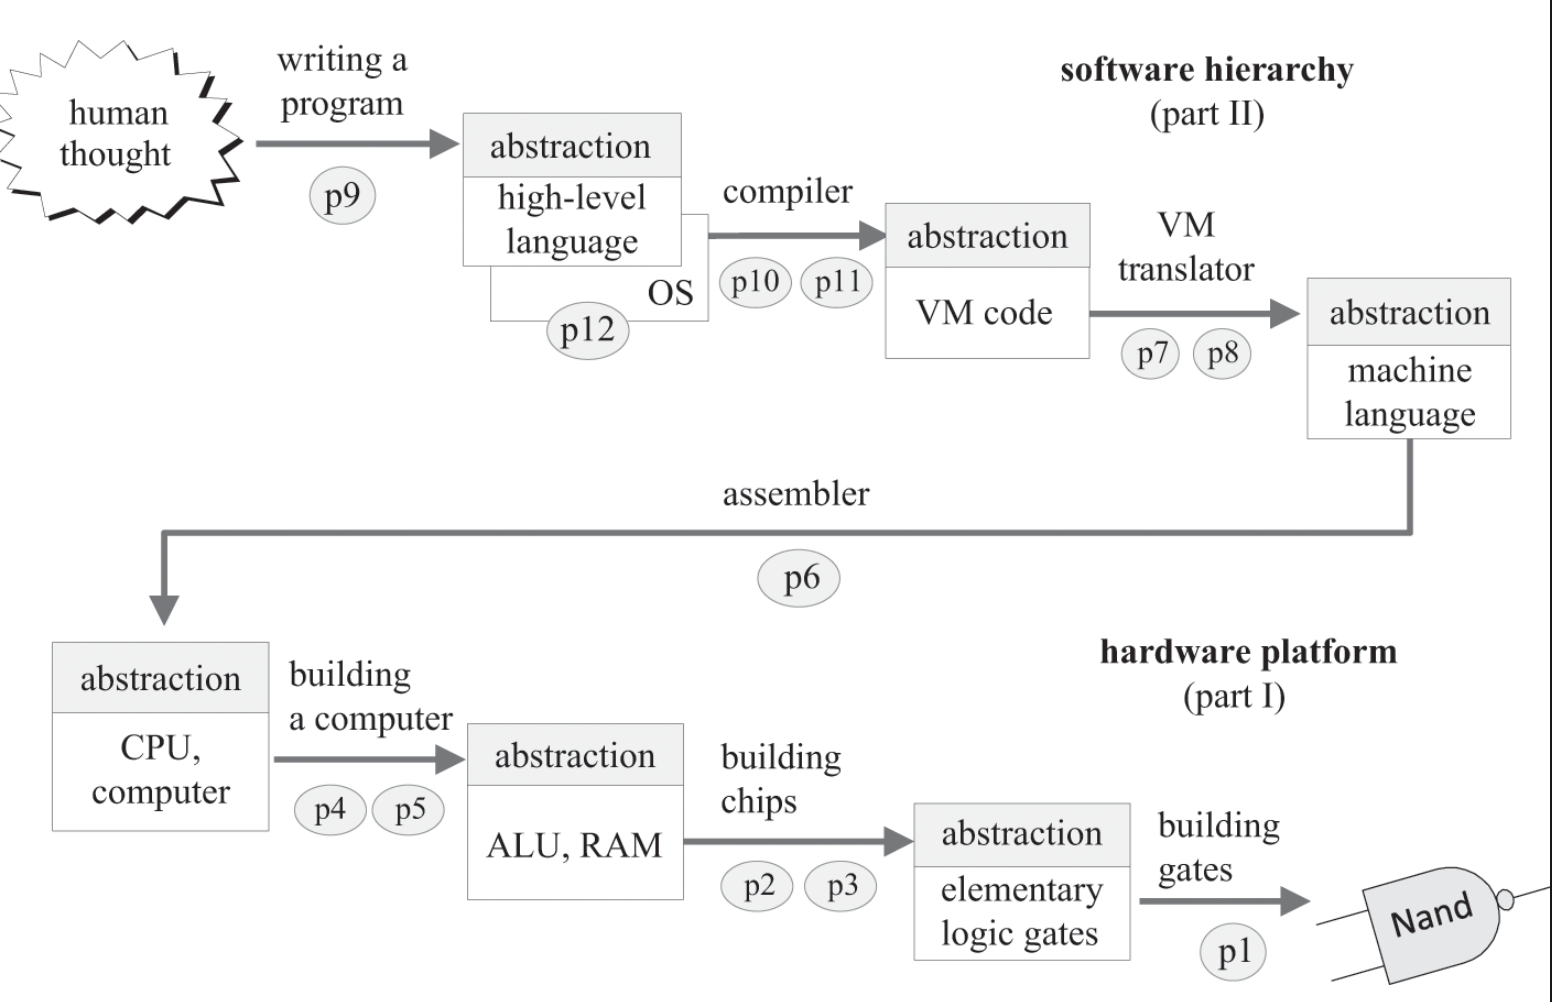 human
thought
writing a
program
p9
abstraction
high-level
language
OS
p12
compiler
p10 p11
software hierarchy
(part II)
abstraction
VM code
VM
translator
p7 p8
abstraction
machine
language
assembler
p6
hardware platform
(part I)
abstraction
CPU,
computer
building
a computer
p4 p5
abstraction
ALU, RAM
building
chips
p2 p3
abstraction
elementary
logic gates
building
gates
p1
Nand